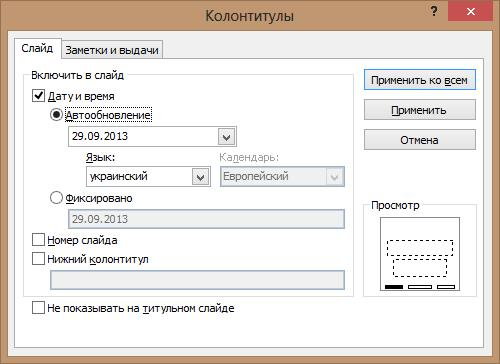 Колонтитулы
?
Слайд
Заметки и выдачи
Включить в слайд
Дату и время
Автообновление
29.09.2013
Язык:
Календарь:
украинский
Европейский
Фиксировано
29.09.2013
Номер слайда
Нижний колонтитул
Не показывать на титульном слайде
Применить ко всем
Применить
Отмена
Просмотр